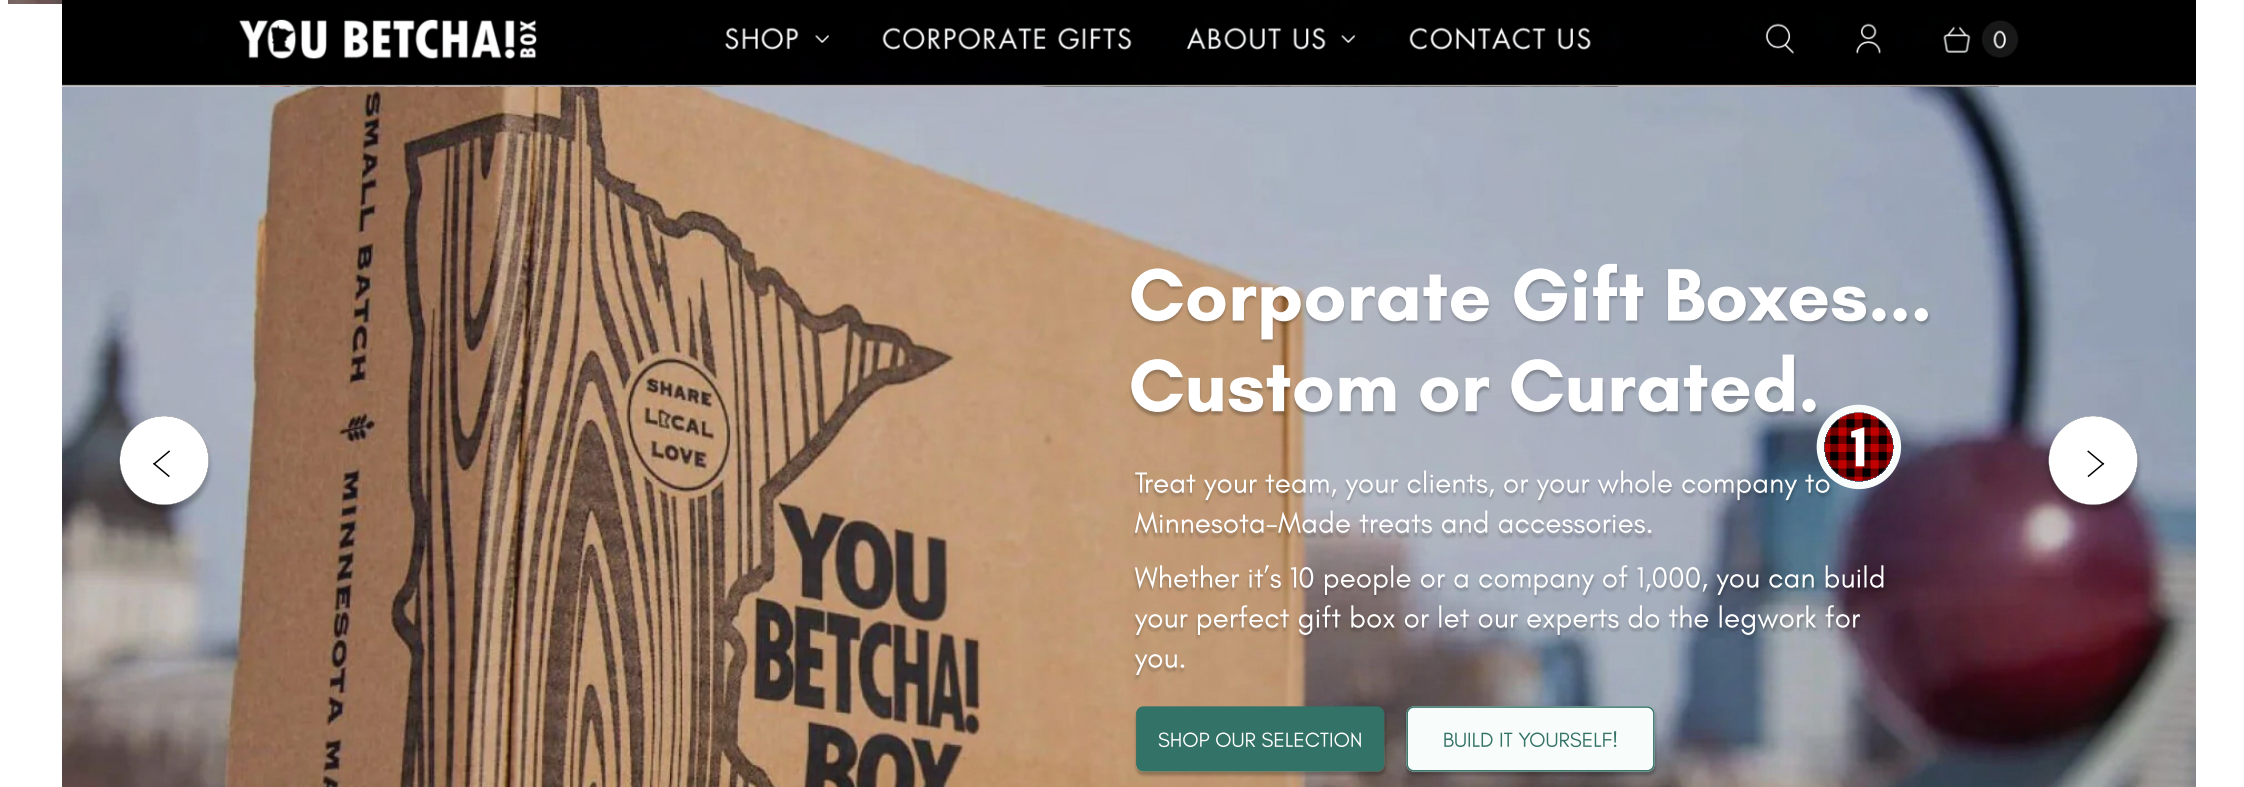 YOU BETCHA! BOX
SHOP
CORPORATE GIFTS
ABOUT US
CONTACT US
0
SMALL BATCH
MINNESOTA MA
SHARE
LOCAL
LOVE
YOU
BETCHA!
BOX
Corporate Gift Boxes...
Custom or Curated.
1
Treat your team, your clients, or your whole company to
Minnesota-Made treats and accessories.
Whether it's 10 people or a company of 1,000, you can build
your perfect gift box or let our experts do the legwork for
you.
SHOP OUR SELECTION
BUILD IT YOURSELF!